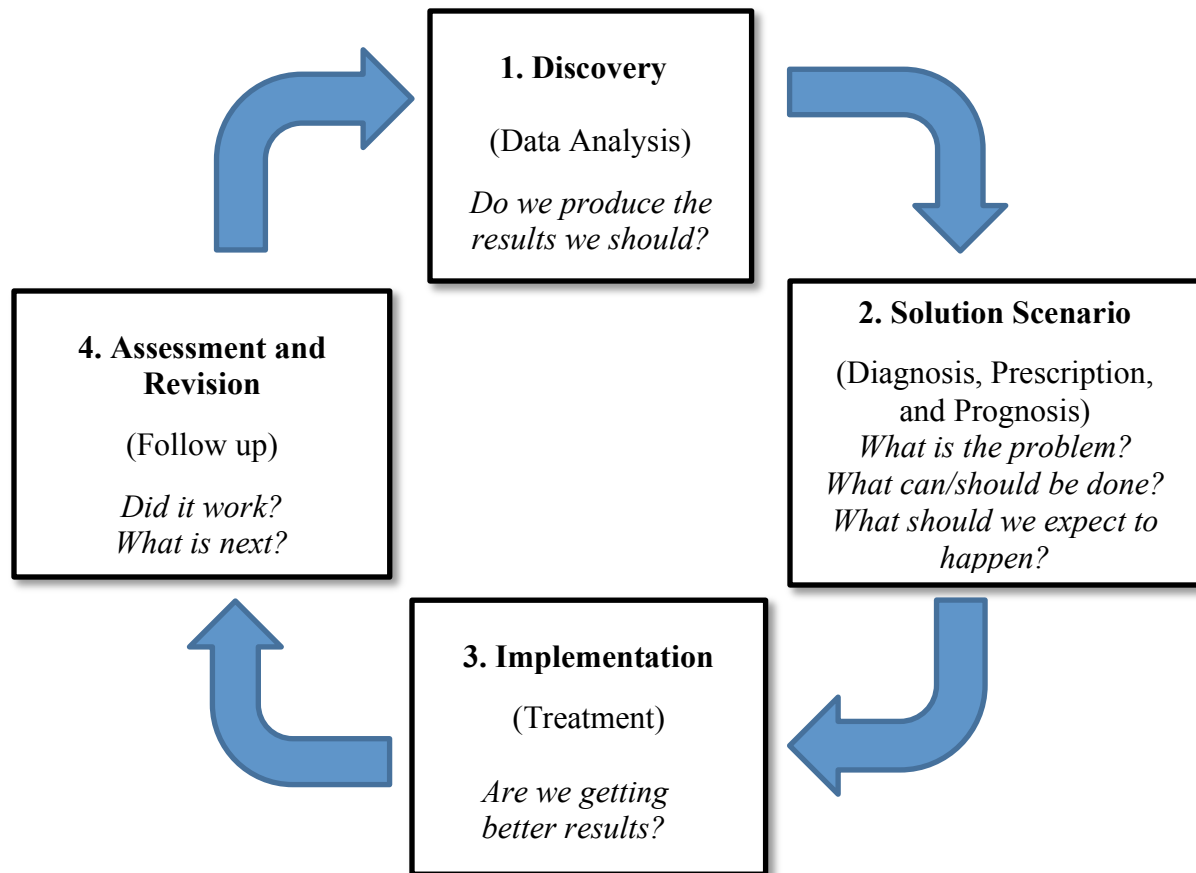 1. Discovery
(Data Analysis)
Do we produce the
results we should?
2. Solution Scenario
(Diagnosis, Prescription,
and Prognosis)
What is the problem?
What can/should be done?
What should we expect to
happen?
3. Implementation
(Treatment)
Are we getting
better results?
4. Assessment and
Revision
(Follow up)
Did it work?
What is next?